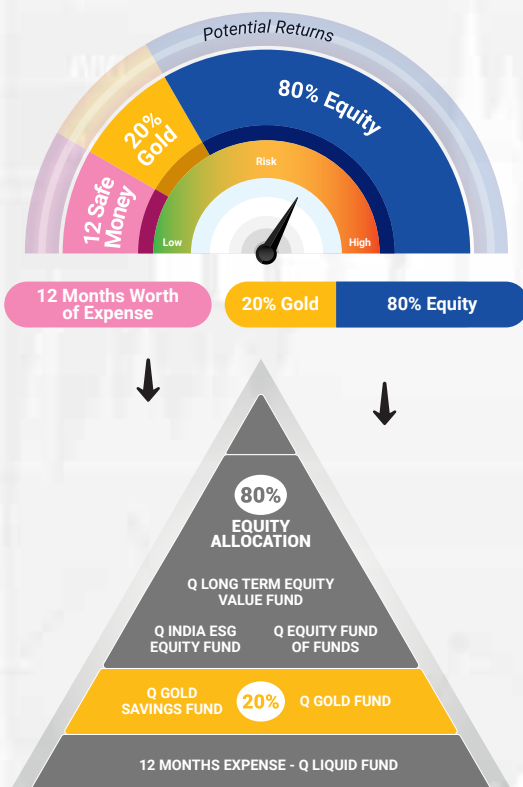 Potential Returns
80% Equity
20%
Gold
12 Safe
Money
Risk
Low
High
12 Months Worth
of Expense
20% Gold
80% Equity
80%
EQUITY
ALLOCATION
Q LONG TERM EQUITY
VALUE FUND
Q INDIA ESG
EQUITY FUND
Q EQUITY FUND
OF FUNDS
Q GOLD
SAVINGS FUND
20%
Q GOLD FUND
12 MONTHS EXPENSE - Q LIQUID FUND